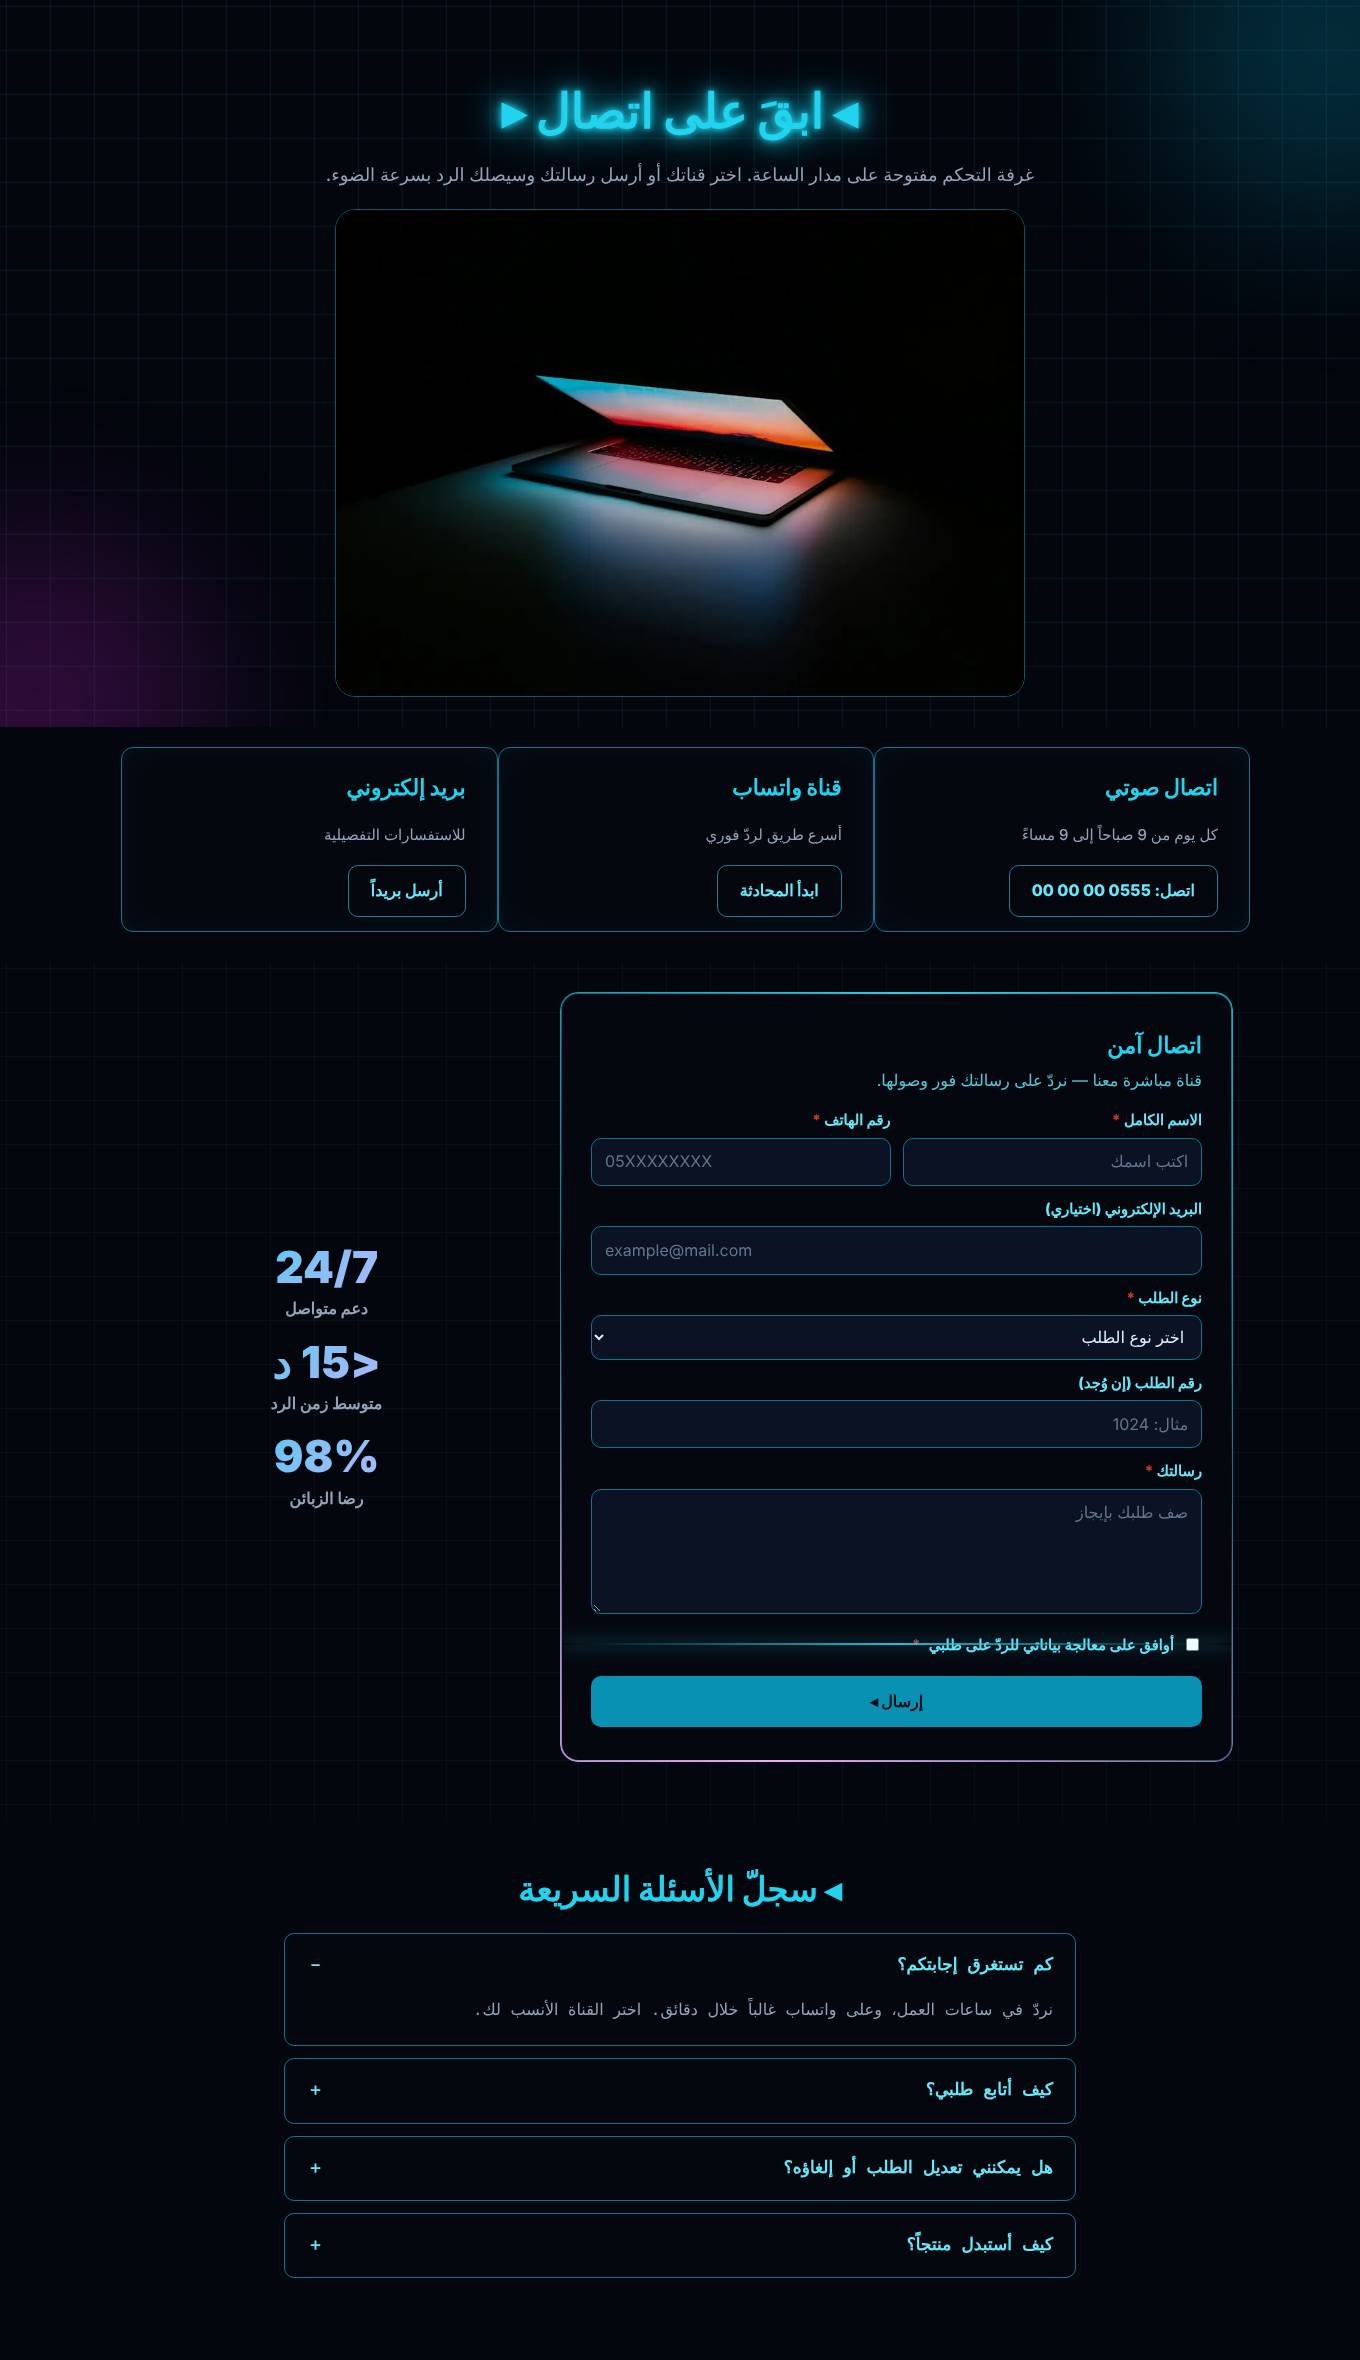 ◄ ابقَ على اتصال ►
غرفة التحكم مفتوحة على مدار الساعة. اختر قناتك أو أرسل رسالتك وسيصلك الرد بسرعة الضوء.
اتصال صوتي
كل يوم من 9 صباحاً إلى 9 مساءً
اتصل: 0555 00 00 00
قناة واتساب
أسرع طريق لردّ فوري
ابدأ المحادثة
بريد إلكتروني
للاستفسارات التفصيلية
أرسل بريداً
اتصال آمن
قناة مباشرة معنا — نردّ على رسالتك فور وصولها.
الاسم الكامل *
اكتب اسمك
رقم الهاتف *
05XXXXXXXX
البريد الإلكتروني (اختياري)
example@mail.com
نوع الطلب *
اختر نوع الطلب
رقم الطلب (إن وُجد)
مثال: 1024
رسالتك *
صف طلبك بإيجاز
أوافق على معالجة بياناتي للردّ على طلبي *
إرسال ◄
24/7
دعم متواصل
<15 د
متوسط زمن الرد
98%
رضا الزبائن
◄ سجلّ الأسئلة السريعة
كم تستغرق إجابتكم؟ −
نردّ في ساعات العمل، وعلى واتساب غالباً خلال دقائق. اختر القناة الأنسب لك.
كيف أتابع طلبي؟ +
هل يمكنني تعديل الطلب أو إلغاؤه؟ +
كيف أستبدل منتجاً؟ +